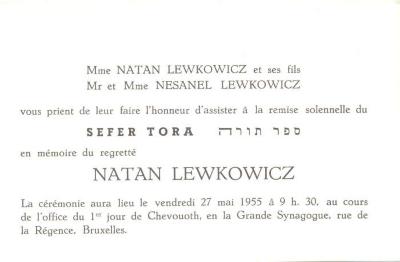 Mme NATAN LEWKOWICZ et ses fils
Mr et Mme NESANEL LEWKOWICZ
vous prient de leur faire l'honneur d'assister à la remise solennelle du
SEFER TORA ספר תורה
en mémoire du regretté
NATAN LEWKOWICZ
La cérémonie aura lieu le vendredi 27 mai 1955 à 9 h. 30, au cours
de l'office du 1er jour de Chevouoth, en la Grande Synagogue, rue de
la Régence, Bruxelles.